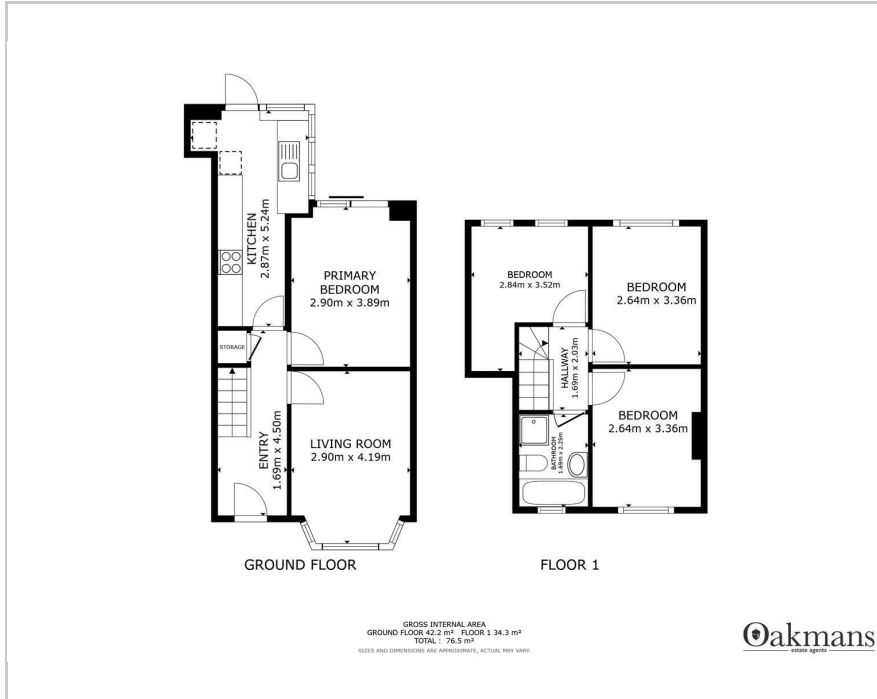 KITCHEN
2.87m x 5.24m
PRIMARY
BEDROOM
2.90m x 3.89m
STORAGE
ENTRY
1.69m x 4.50m
LIVING ROOM
2.90m x 4.19m
GROUND FLOOR
BEDROOM
2.84m x 3.52m
BEDROOM
2.64m x 3.36m
HALLWAY
1.69m x 2.03m
BEDROOM
2.64m x 3.36m
BATHROOM
1.69m x 2.25m
FLOOR 1
GROSS INTERNAL AREA
GROUND FLOOR 42.2 m² FLOOR 1 34.3 m²
TOTAL : 76.5 m²
SIZES AND DIMENSIONS ARE APPROXIMATE, ACTUAL MAY VARY.
Oakmans
estate agents